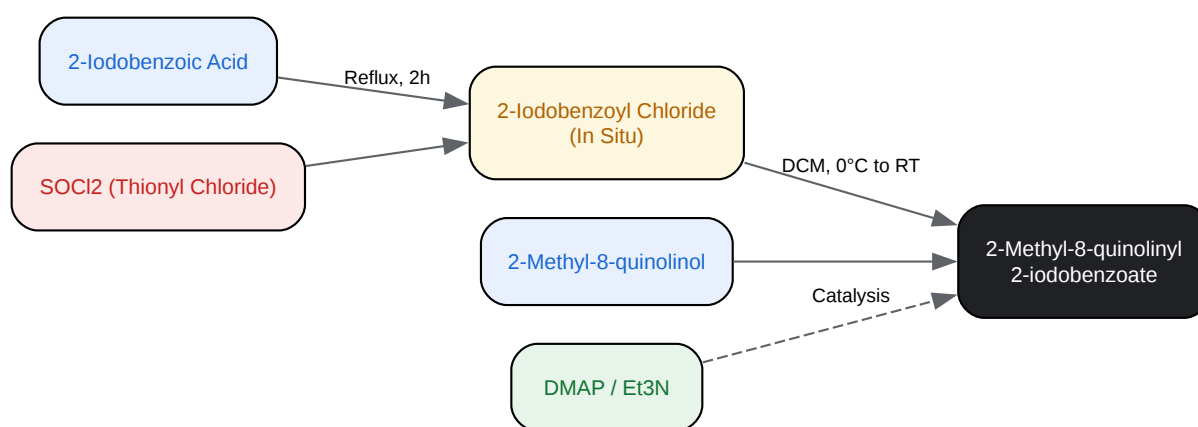 2-Iodobenzoic Acid
Reflux, 2h
SOCl2 (Thionyl Chloride)
2-Iodobenzoyl Chloride
(In Situ)
DCM, 0°C to RT
2-Methyl-8-quinolinol
2-Methyl-8-quinolinyl
2-iodobenzoate
Catalysis
DMAP / Et3N